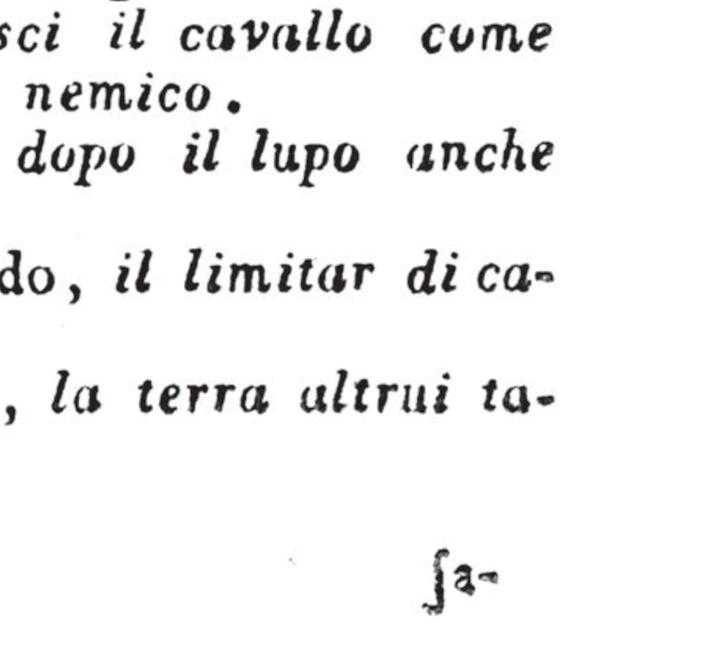 sci il cavallo come
nemico.
dopo il lupo anche
do, il limitar di ca-
, la terra altrui ta-
ſa-